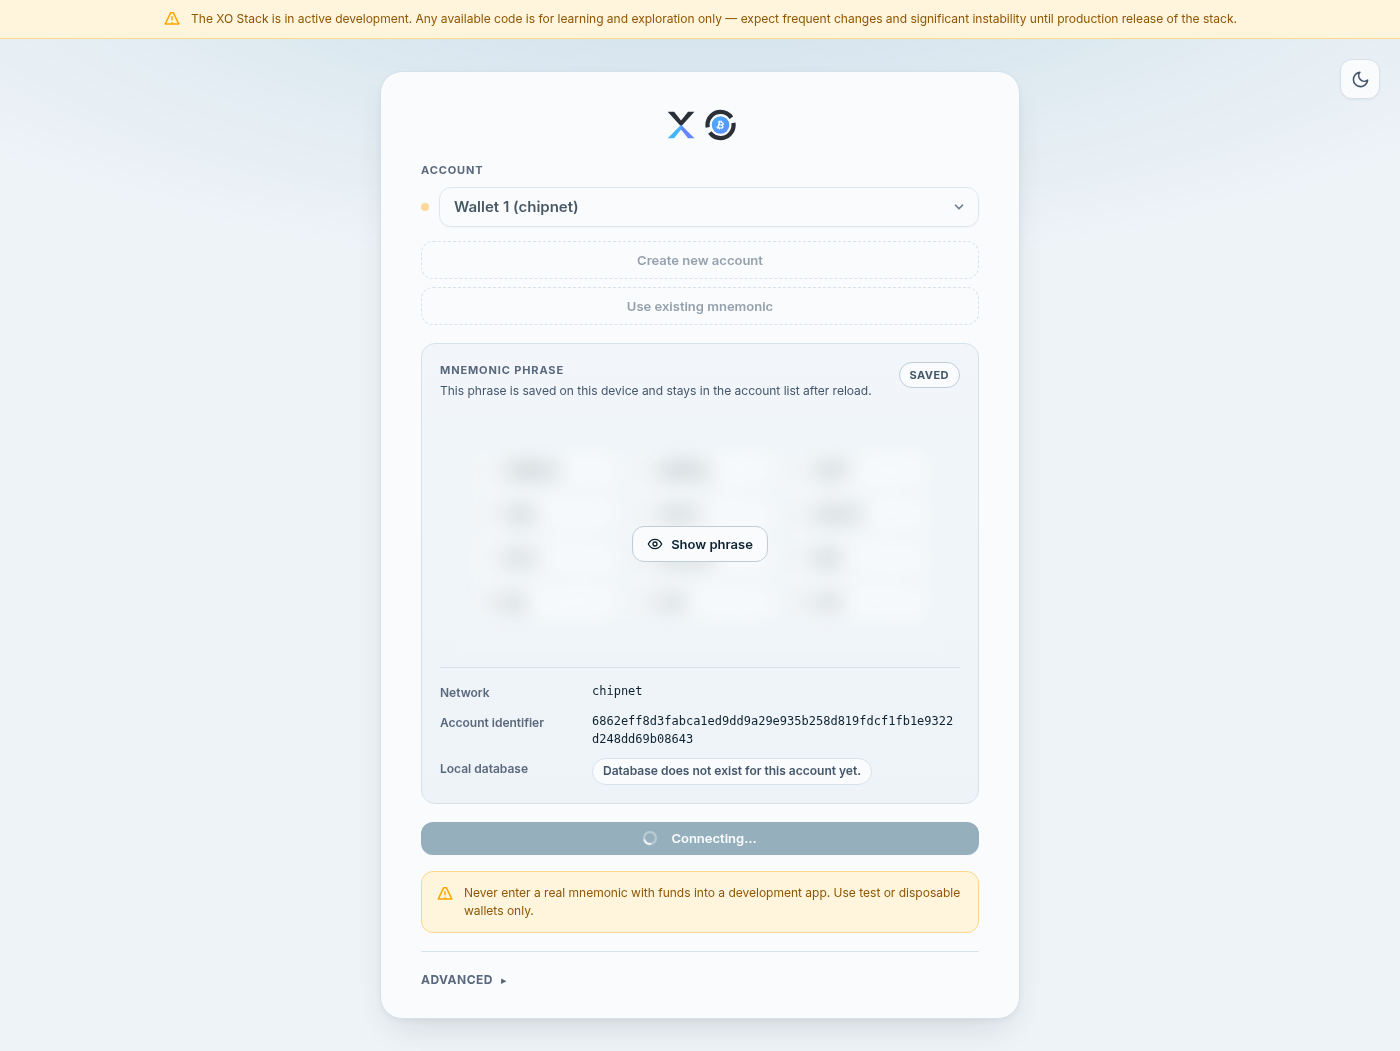 The XO Stack is in active development. Any available code is for learning and exploration only — expect frequent changes and significant instability until production release of the stack.
ACCOUNT
Wallet 1 (chipnet)
Create new account
Use existing mnemonic
MNEMONIC PHRASE
SAVED
This phrase is saved on this device and stays in the account list after reload.
Show phrase
Network
chipnet
Account identifier
6862eff8d3fabca1ed9dd9a29e935b258d819fdcf1fb1e9322
d248dd69b08643
Local database
Database does not exist for this account yet.
Connecting...
Never enter a real mnemonic with funds into a development app. Use test or disposable
wallets only.
ADVANCED ▸